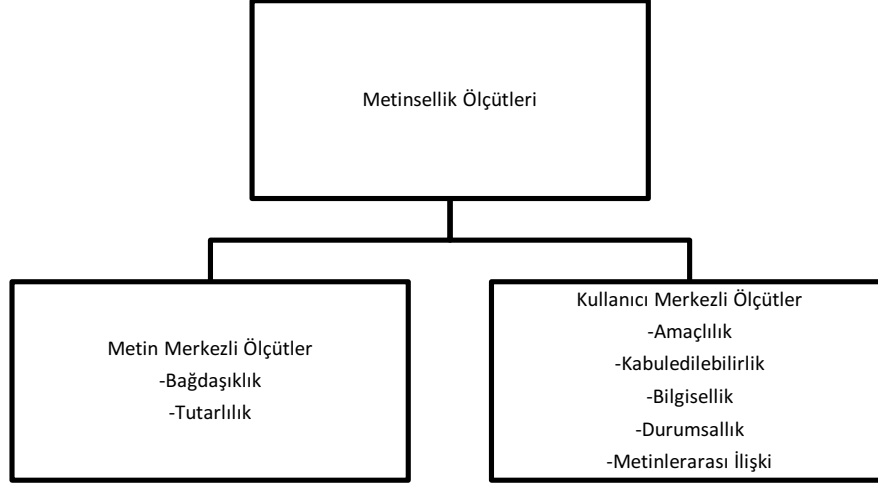 Metinsellik Ölçütleri
Metin Merkezli Ölçütler
-Bağdaşıklık
-Tutarlılık
Kullanıcı Merkezli Ölçütler
-Amaçlılık
-Kabuledilebilirlik
-Bilgisellik
-Durumsallık
-Metinlerarası İlişki